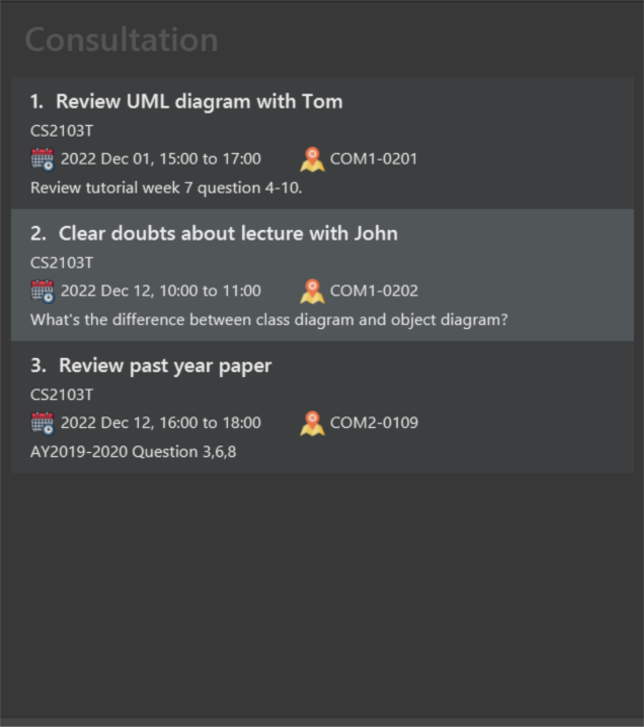 Consultation
1. Review UML diagram with Tom
CS2103T
2022 Dec 01, 15:00 to 17:00 COM1-0201
Review tutorial week 7 question 4-10.
2. Clear doubts about lecture with John
CS2103T
2022 Dec 12, 10:00 to 11:00 COM1-0202
What's the difference between class diagram and object diagram?
3. Review past year paper
CS2103T
2022 Dec 12, 16:00 to 18:00 COM2-0109
AY2019-2020 Question 3,6,8